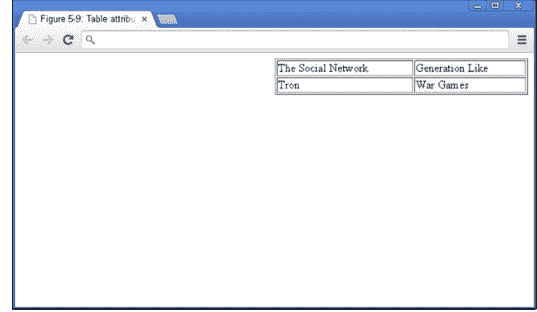 Figure 5-9: Table attribu
The Social Network Generation Like
Tron War Games